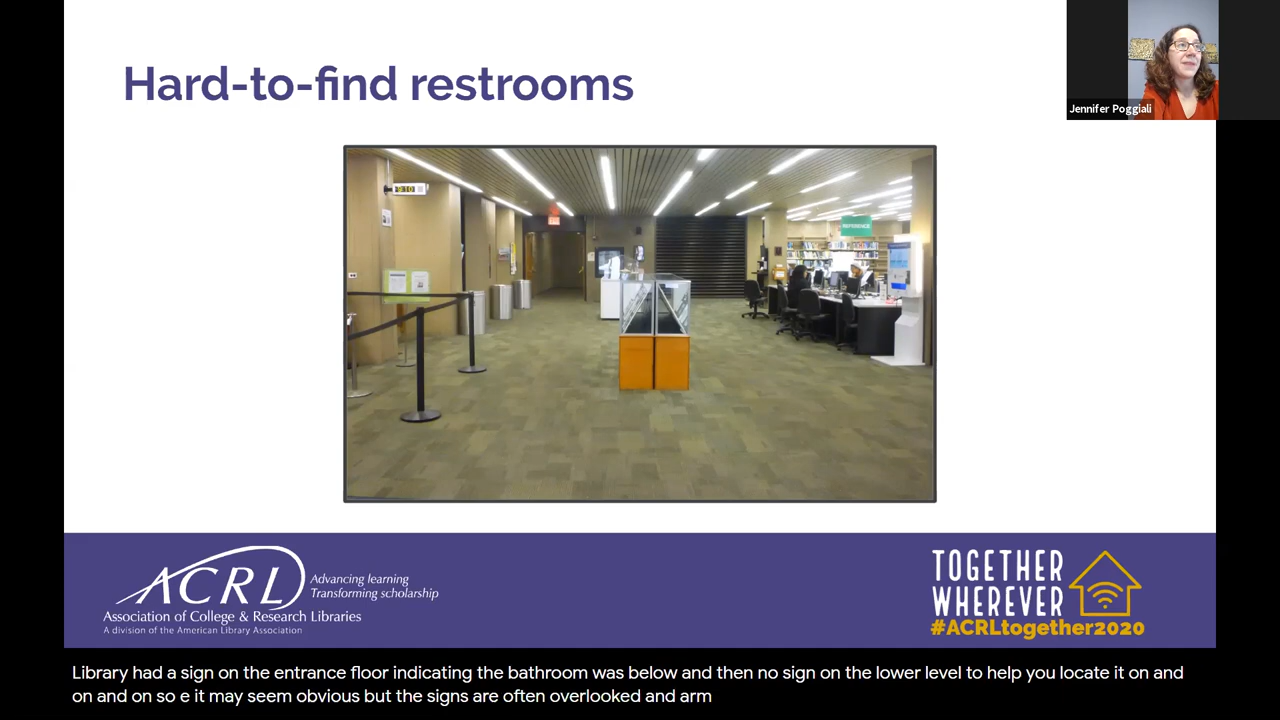 Hard-to-find restrooms
Jennifer Poggiali
REFERENCE
ACRL
Advancing learning
Transforming scholarship
Association of College & Research Libraries
A division of the American Library Association
TOGETHER
WHEREVER
#ACRLtogether2020
Library had a sign on the entrance floor indicating the bathroom was below and then no sign on the lower level to help you locate it on and
on and on so e it may seem obvious but the signs are often overlooked and arm